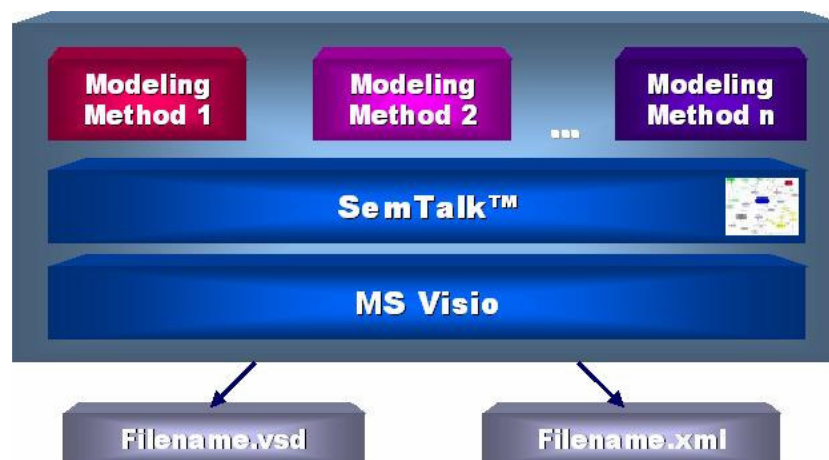 Modeling
Method 1
Modeling
Method 2
...
Modeling
Method n
SemTalk™
MS Visio
Filename.vsd
Filename.xml